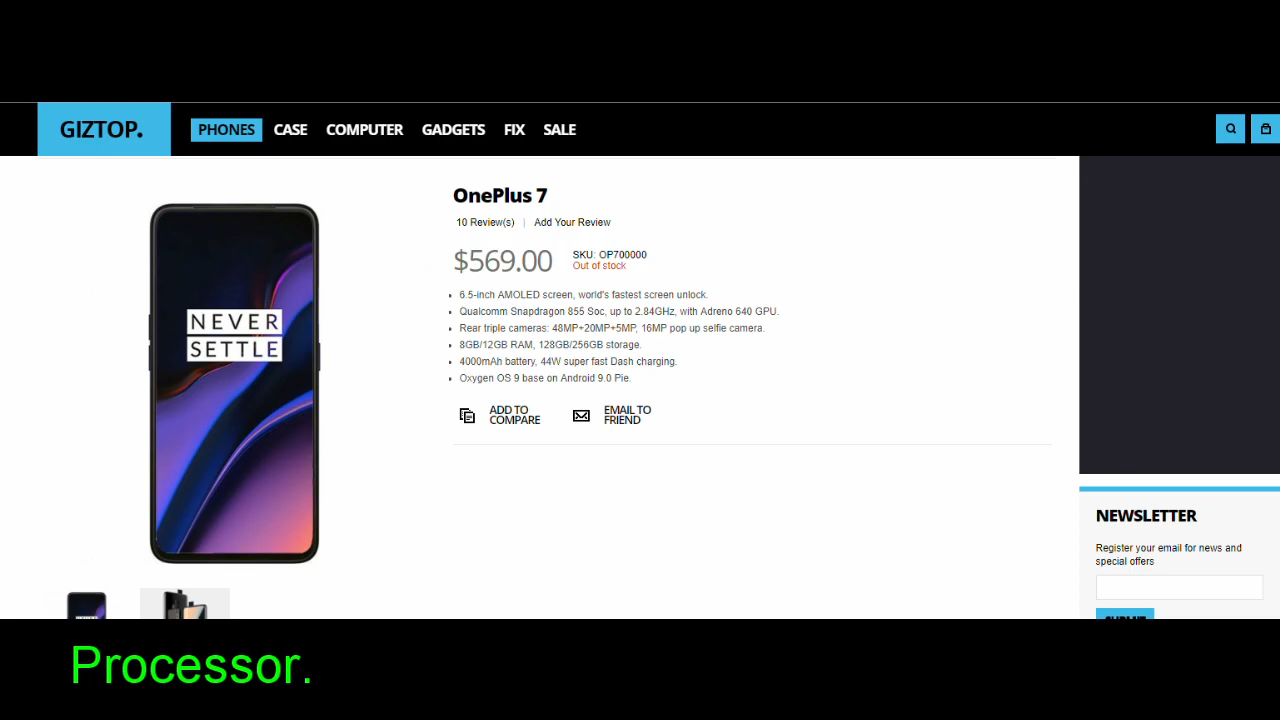 GIZTOP.
PHONES CASE COMPUTER GADGETS FIX SALE
OnePlus 7
10 Review(s) | Add Your Review
$569.00
SKU: OP700000
Out of stock
6.5-inch AMOLED screen, world's fastest screen unlock.
Qualcomm Snapdragon 855 Soc, up to 2.84GHz, with Adreno 640 GPU.
Rear triple cameras: 48MP+20MP+5MP, 16MP pop up selfie camera.
8GB/12GB RAM, 128GB/256GB storage.
4000mAh battery, 44W super fast Dash charging.
Oxygen OS 9 base on Android 9.0 Pie.
ADD TO
COMPARE
EMAIL TO
FRIEND
NEVER
SETTLE
NEWSLETTER
Register your email for news and
special offers
SUBMIT
Processor.